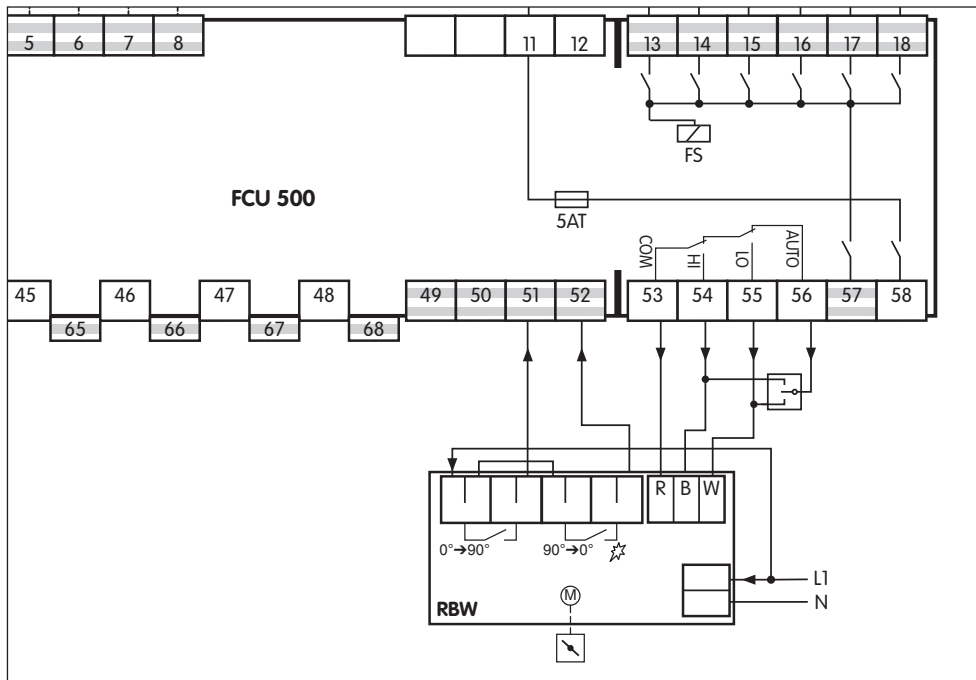 5 6 7 8 11 12 13 14 15 16 17 18
FS
FCU 500
5AT
COM HI LO AUTO
45 46 47 48 49 50 51 52 53 54 55 56 57 58
65 66 67 68
R B W
0°➔90° 90°➔0°
M
RBW
L1
N